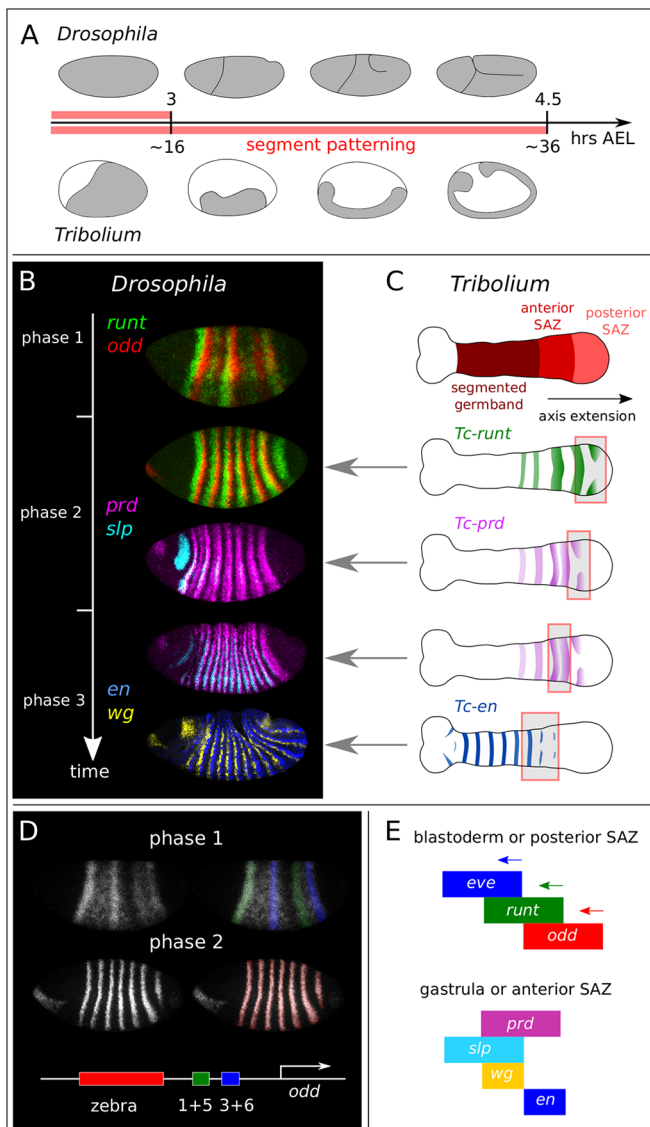 A
Drosophila
3
4.5
segment patterning
hrs AEL
~16
~36
Tribolium
B
Drosophila
phase 1
runt
odd
phase 2
prd
slp
phase 3
en
wg
time
C
Tribolium
anterior
SAZ
posterior
SAZ
segmented
germband
axis extension
Tc-runt
Tc-prd
Tc-en
D
phase 1
phase 2
odd
zebra
1+5
3+6
E
blastoderm or posterior SAZ
eve
runt
odd
gastrula or anterior SAZ
prd
slp
wg
en